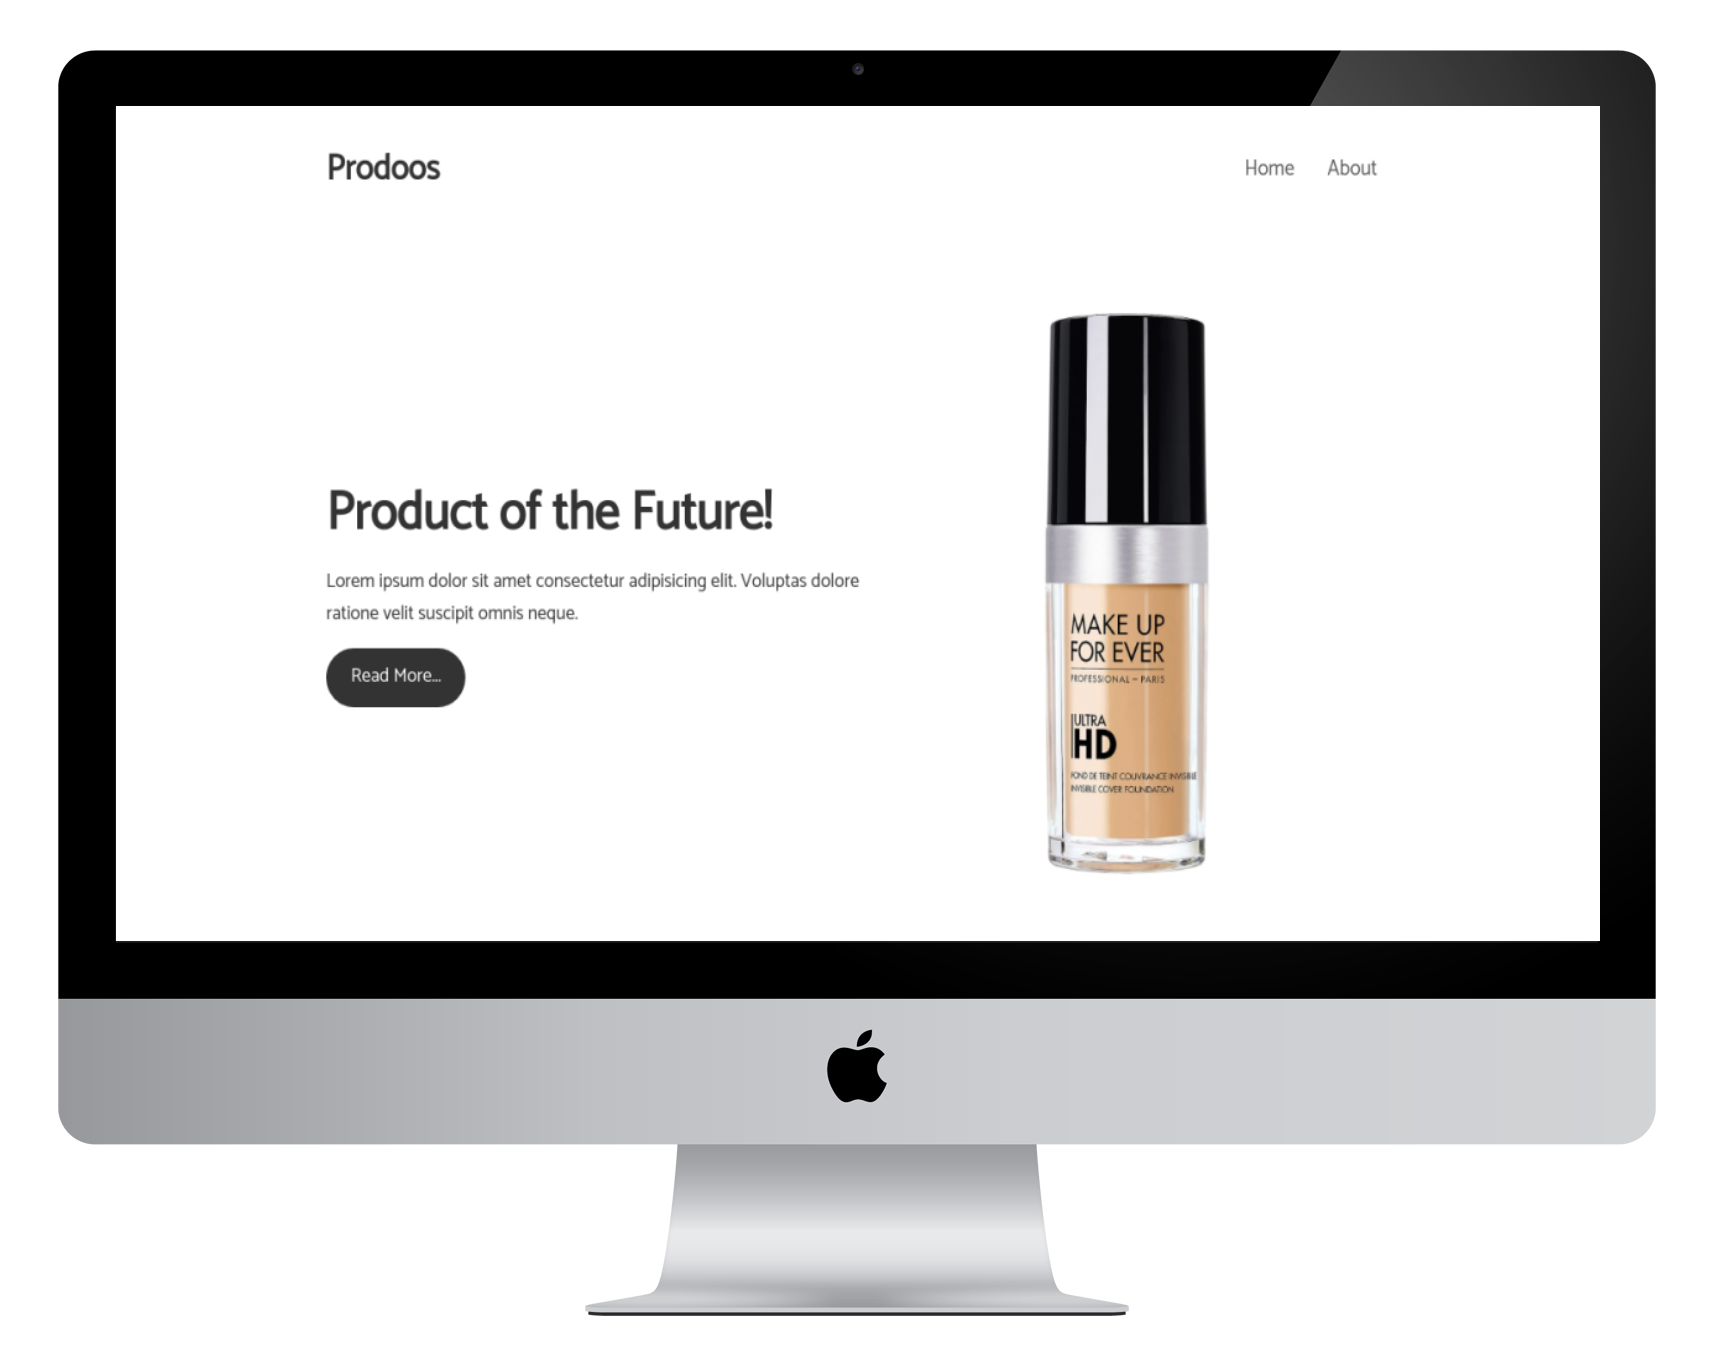 Prodoos
Home About
Product of the Future!
Lorem ipsum dolor sit amet consectetur adipisicing elit. Voluptas dolore
ratione velit suscipit omnis neque.
Read More...
MAKE UP
FOR EVER
PROFESSIONAL – PARIS
ULTRA
HD
FOND DE TEINT COUVRANCE INVISIBLE
INVISIBLE COVER FOUNDATION